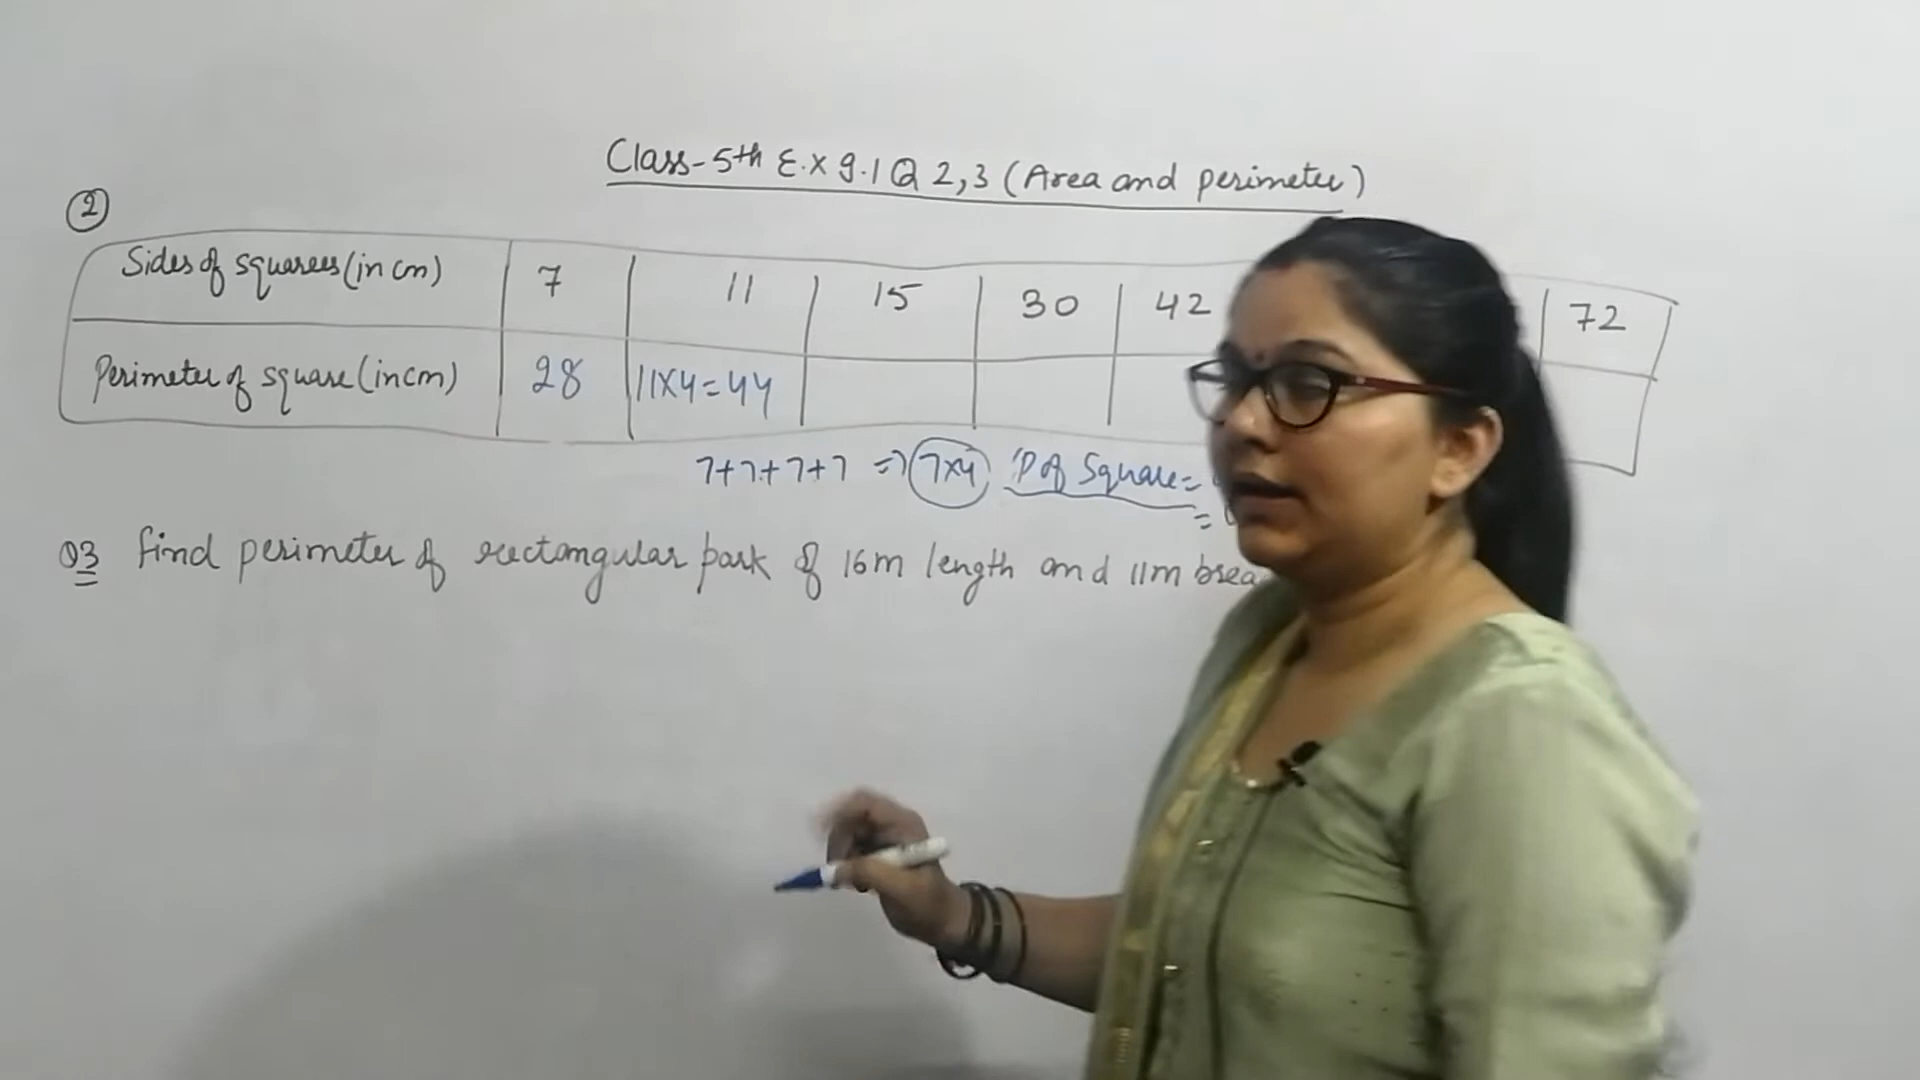 Class-5th E.x 9.1 Q 2,3 (Area and perimeter)
2
Sides of squares (in cm) 7 11 15 30 42 72
Perimeter of square (in cm) 28 11x4=44
7+7+7+7 => 7x4 P of Square =
=
Q3 find perimeter of rectangular park of 16m length and 11m brea